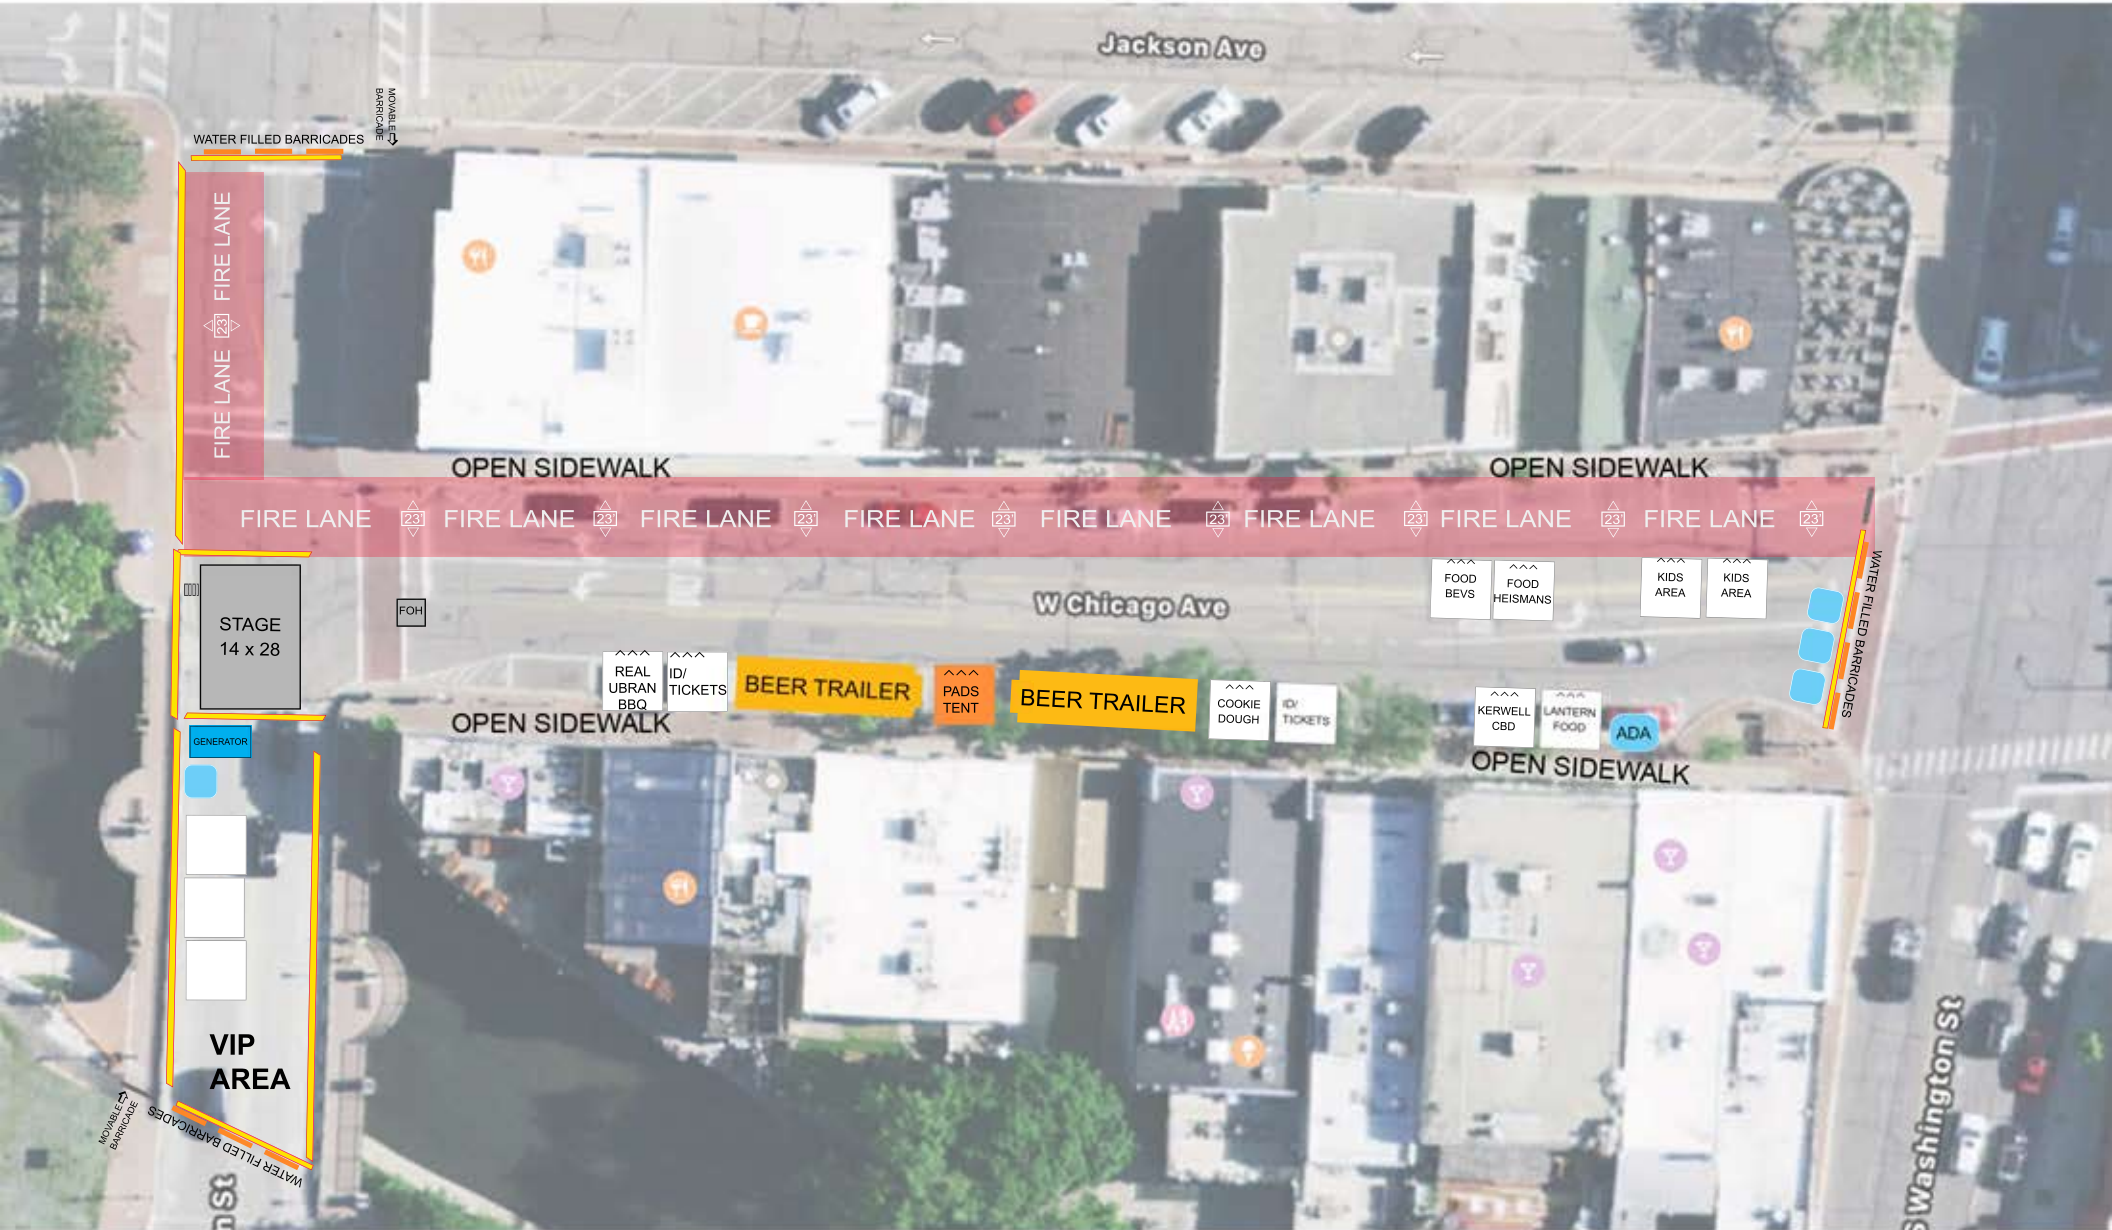 Jackson Ave
MOVABLE
BARRICADE
WATER FILLED BARRICADES
FIRE LANE
23'
FIRE LANE
OPEN SIDEWALK
OPEN SIDEWALK
FIRE LANE 23' FIRE LANE 23' FIRE LANE 23' FIRE LANE 23' FIRE LANE 23' FIRE LANE 23' FIRE LANE 23' FIRE LANE 23'
WATER FILLED BARRICADES
STAGE
14 x 28
FOH
W Chicago Ave
FOOD
BEVS
FOOD
HEISMANS
KIDS
AREA
KIDS
AREA
REAL
UBRAN
BBQ
ID/
TICKETS
BEER TRAILER
PADS
TENT
BEER TRAILER
COOKIE
DOUGH
ID/
TICKETS
KERWELL
CBD
LANTERN
FOOD
ADA
OPEN SIDEWALK
OPEN SIDEWALK
GENERATOR
VIP
AREA
MOVABLE
BARRICADE
WATER FILLED BARRICADES
n St
S Washington St